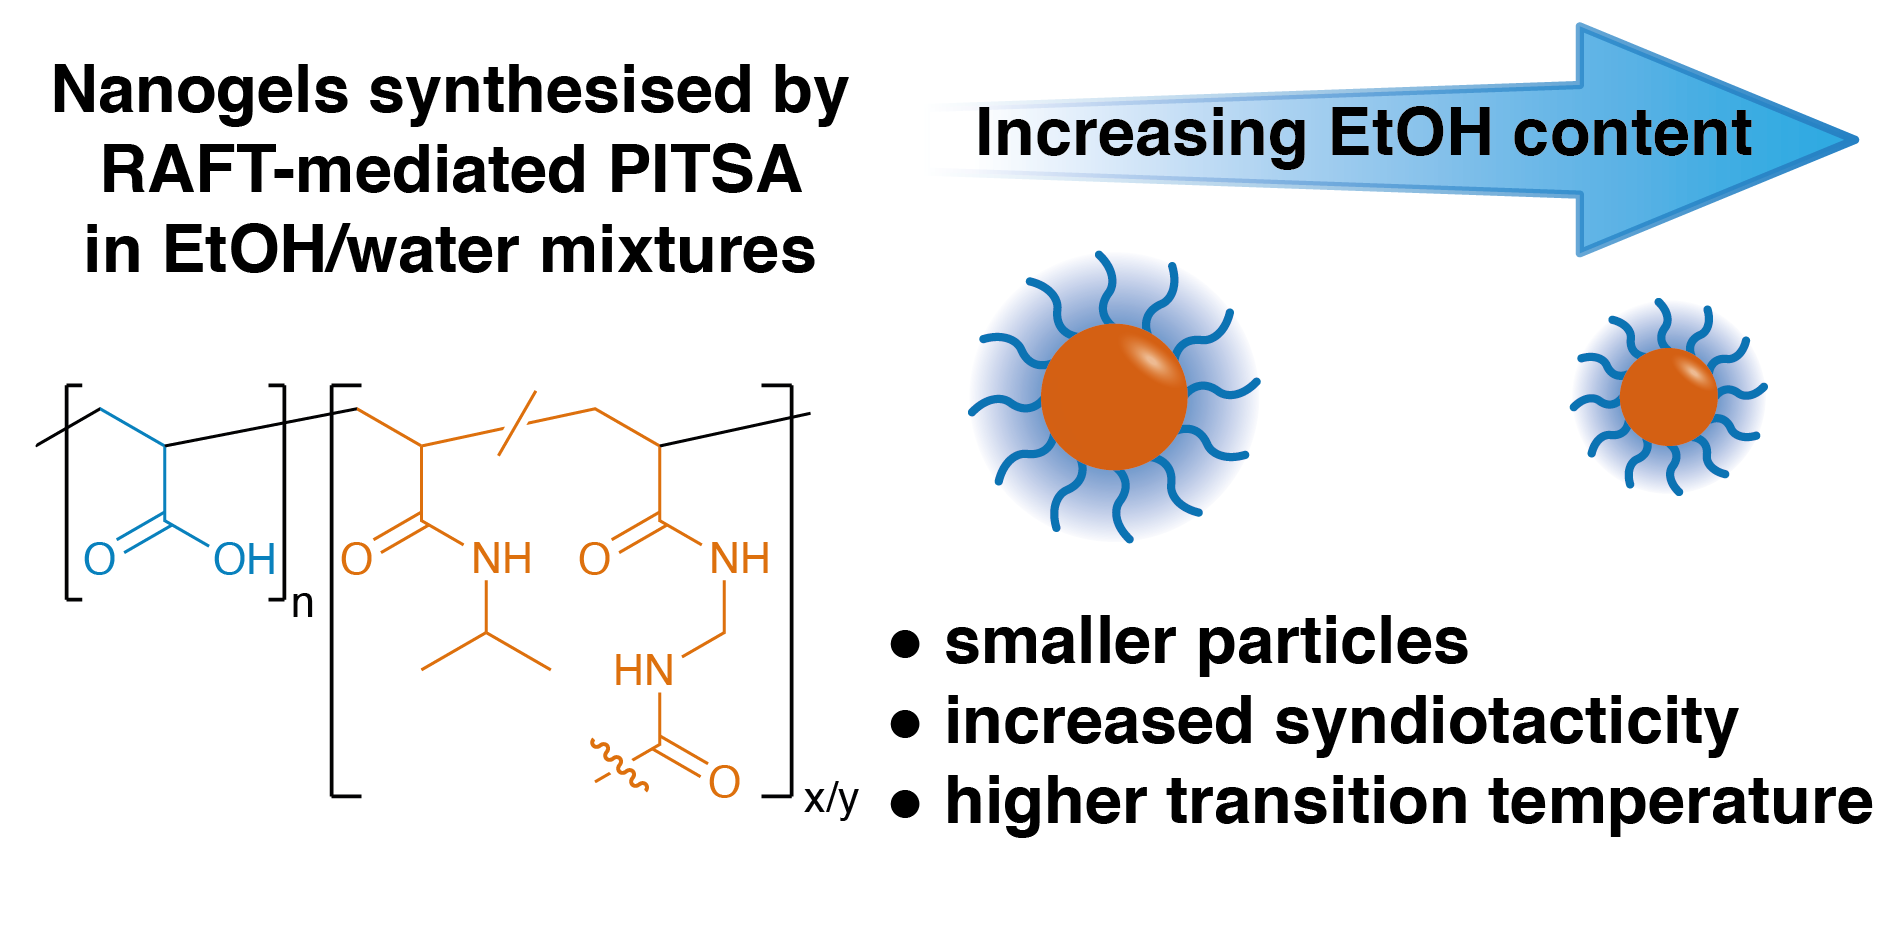 Nanogels synthesised by
RAFT-mediated PITSA
in EtOH/water mixtures
Increasing EtOH content
O
OH
n
O
NH
O
NH
HN
O
x/y
● smaller particles
● increased syndiotacticity
● higher transition temperature